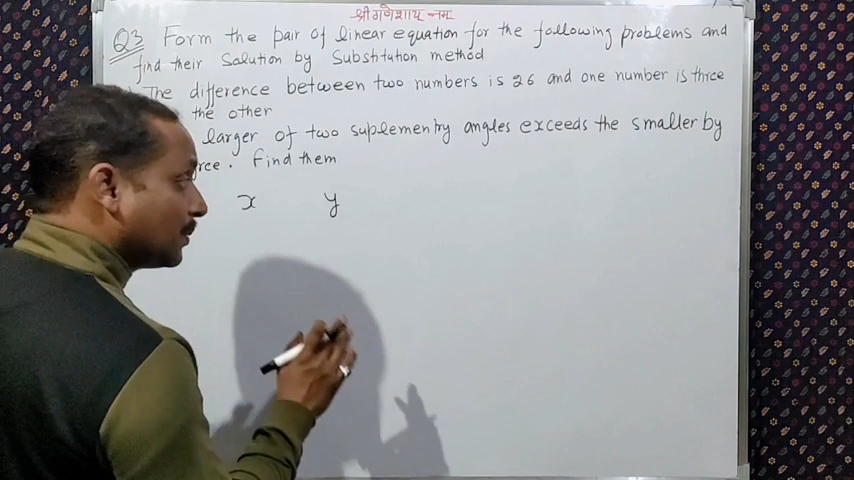 श्री गणेशाय नमः
Q3 Form the pair of linear equation for the following problems and
find their Solution by Substitution method
The difference between two numbers is 26 and one number is three
the other
larger of two suplementry angles exceeds the smaller by
ree. find them
x y